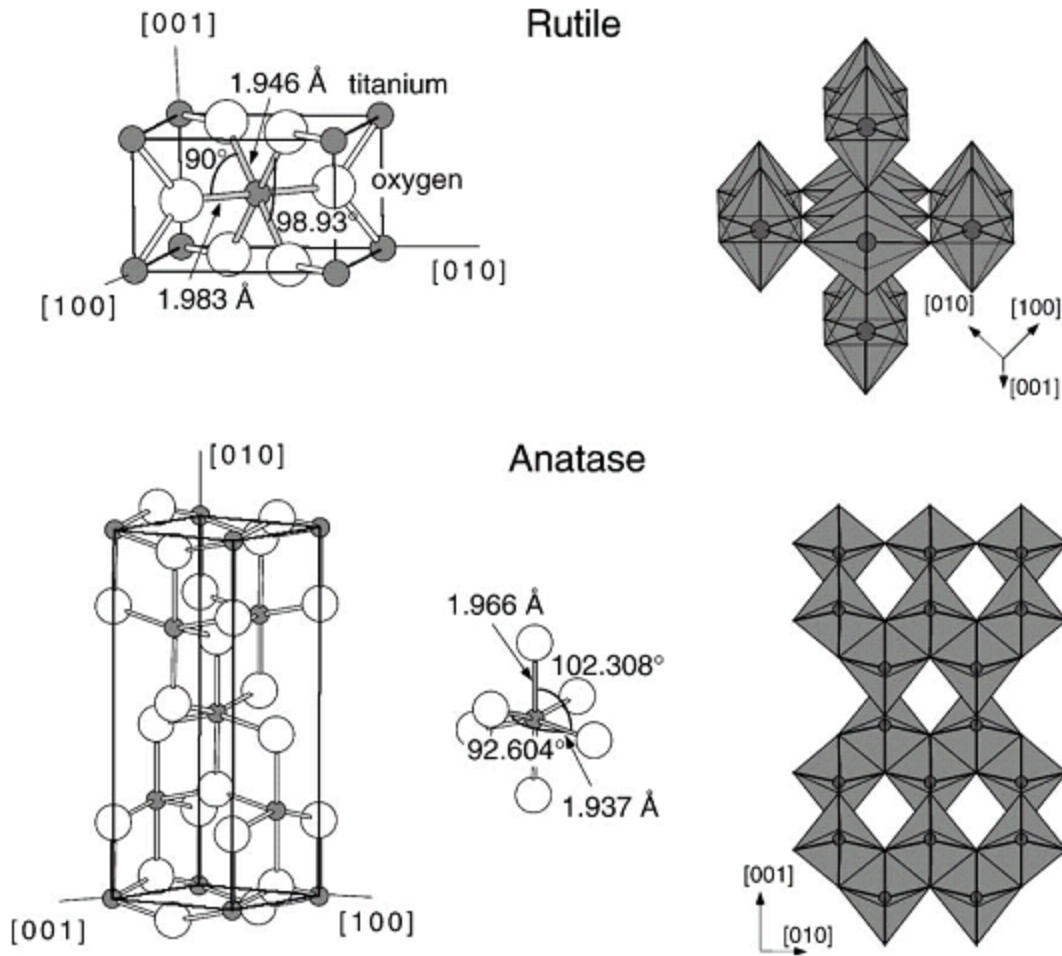 Rutile
[001]
1.946 Å
titanium
90°
oxygen
98.93°
[010]
[100]
1.983 Å
[010]
[100]
[001]
Anatase
[010]
1.966 Å
102.308°
92.604°
1.937 Å
[001]
[100]
[001]
[010]